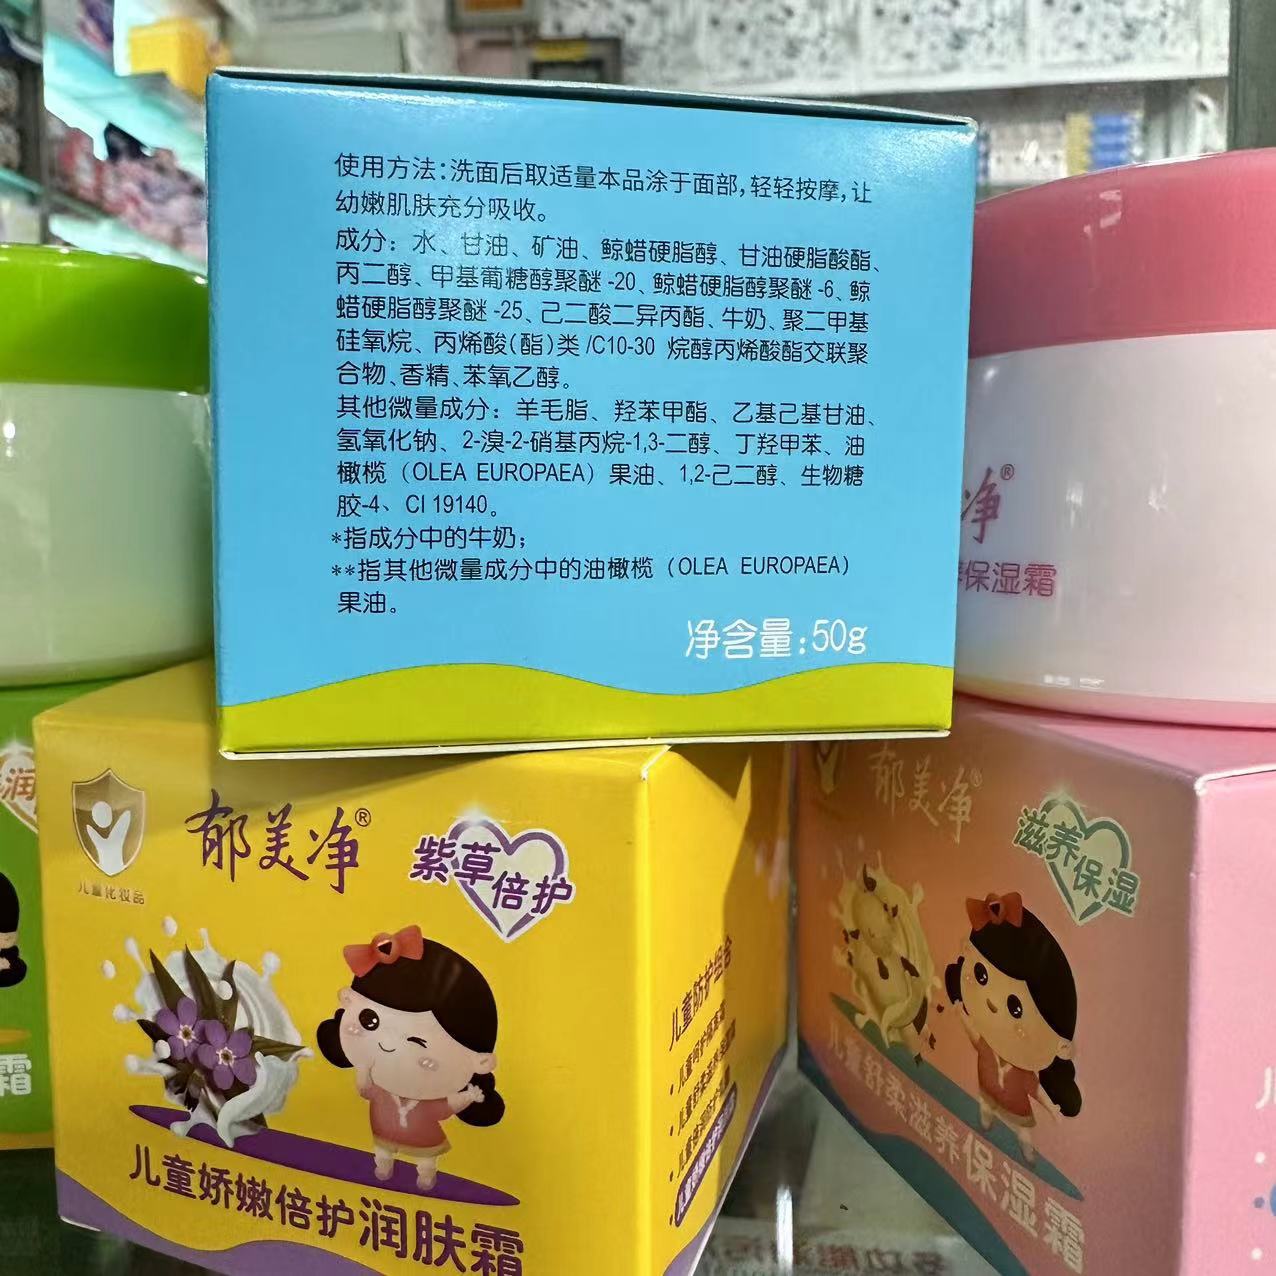 使用方法:洗面后取适量本品涂于面部,轻轻按摩,让
幼嫩肌肤充分吸收。
成分：水、甘油、矿油、鲸蜡硬脂醇、甘油硬脂酸酯、
丙二醇、甲基葡糖醇聚醚-20、鲸蜡硬脂醇聚醚-6、鲸
蜡硬脂醇聚醚-25、己二酸二异丙酯、牛奶、聚二甲基
硅氧烷、丙烯酸(酯)类/C10-30 烷醇丙烯酸酯交联聚
合物、香精、苯氧乙醇。
其他微量成分：羊毛脂、羟苯甲酯、乙基己基甘油、
氢氧化钠、2-溴-2-硝基丙烷-1,3-二醇、丁羟甲苯、油
橄榄（OLEA EUROPAEA）果油、1,2-己二醇、生物糖
胶-4、CI 19140。
*指成分中的牛奶；
**指其他微量成分中的油橄榄（OLEA EUROPAEA）
果油。
净含量:50g
净®
保湿霜
润
霜
儿童化妆品
郁美净®
紫草
倍护
儿童娇嫩倍护润肤霜
儿童防护组合
郁美净®
滋养
保湿
儿童舒柔滋养保湿霜